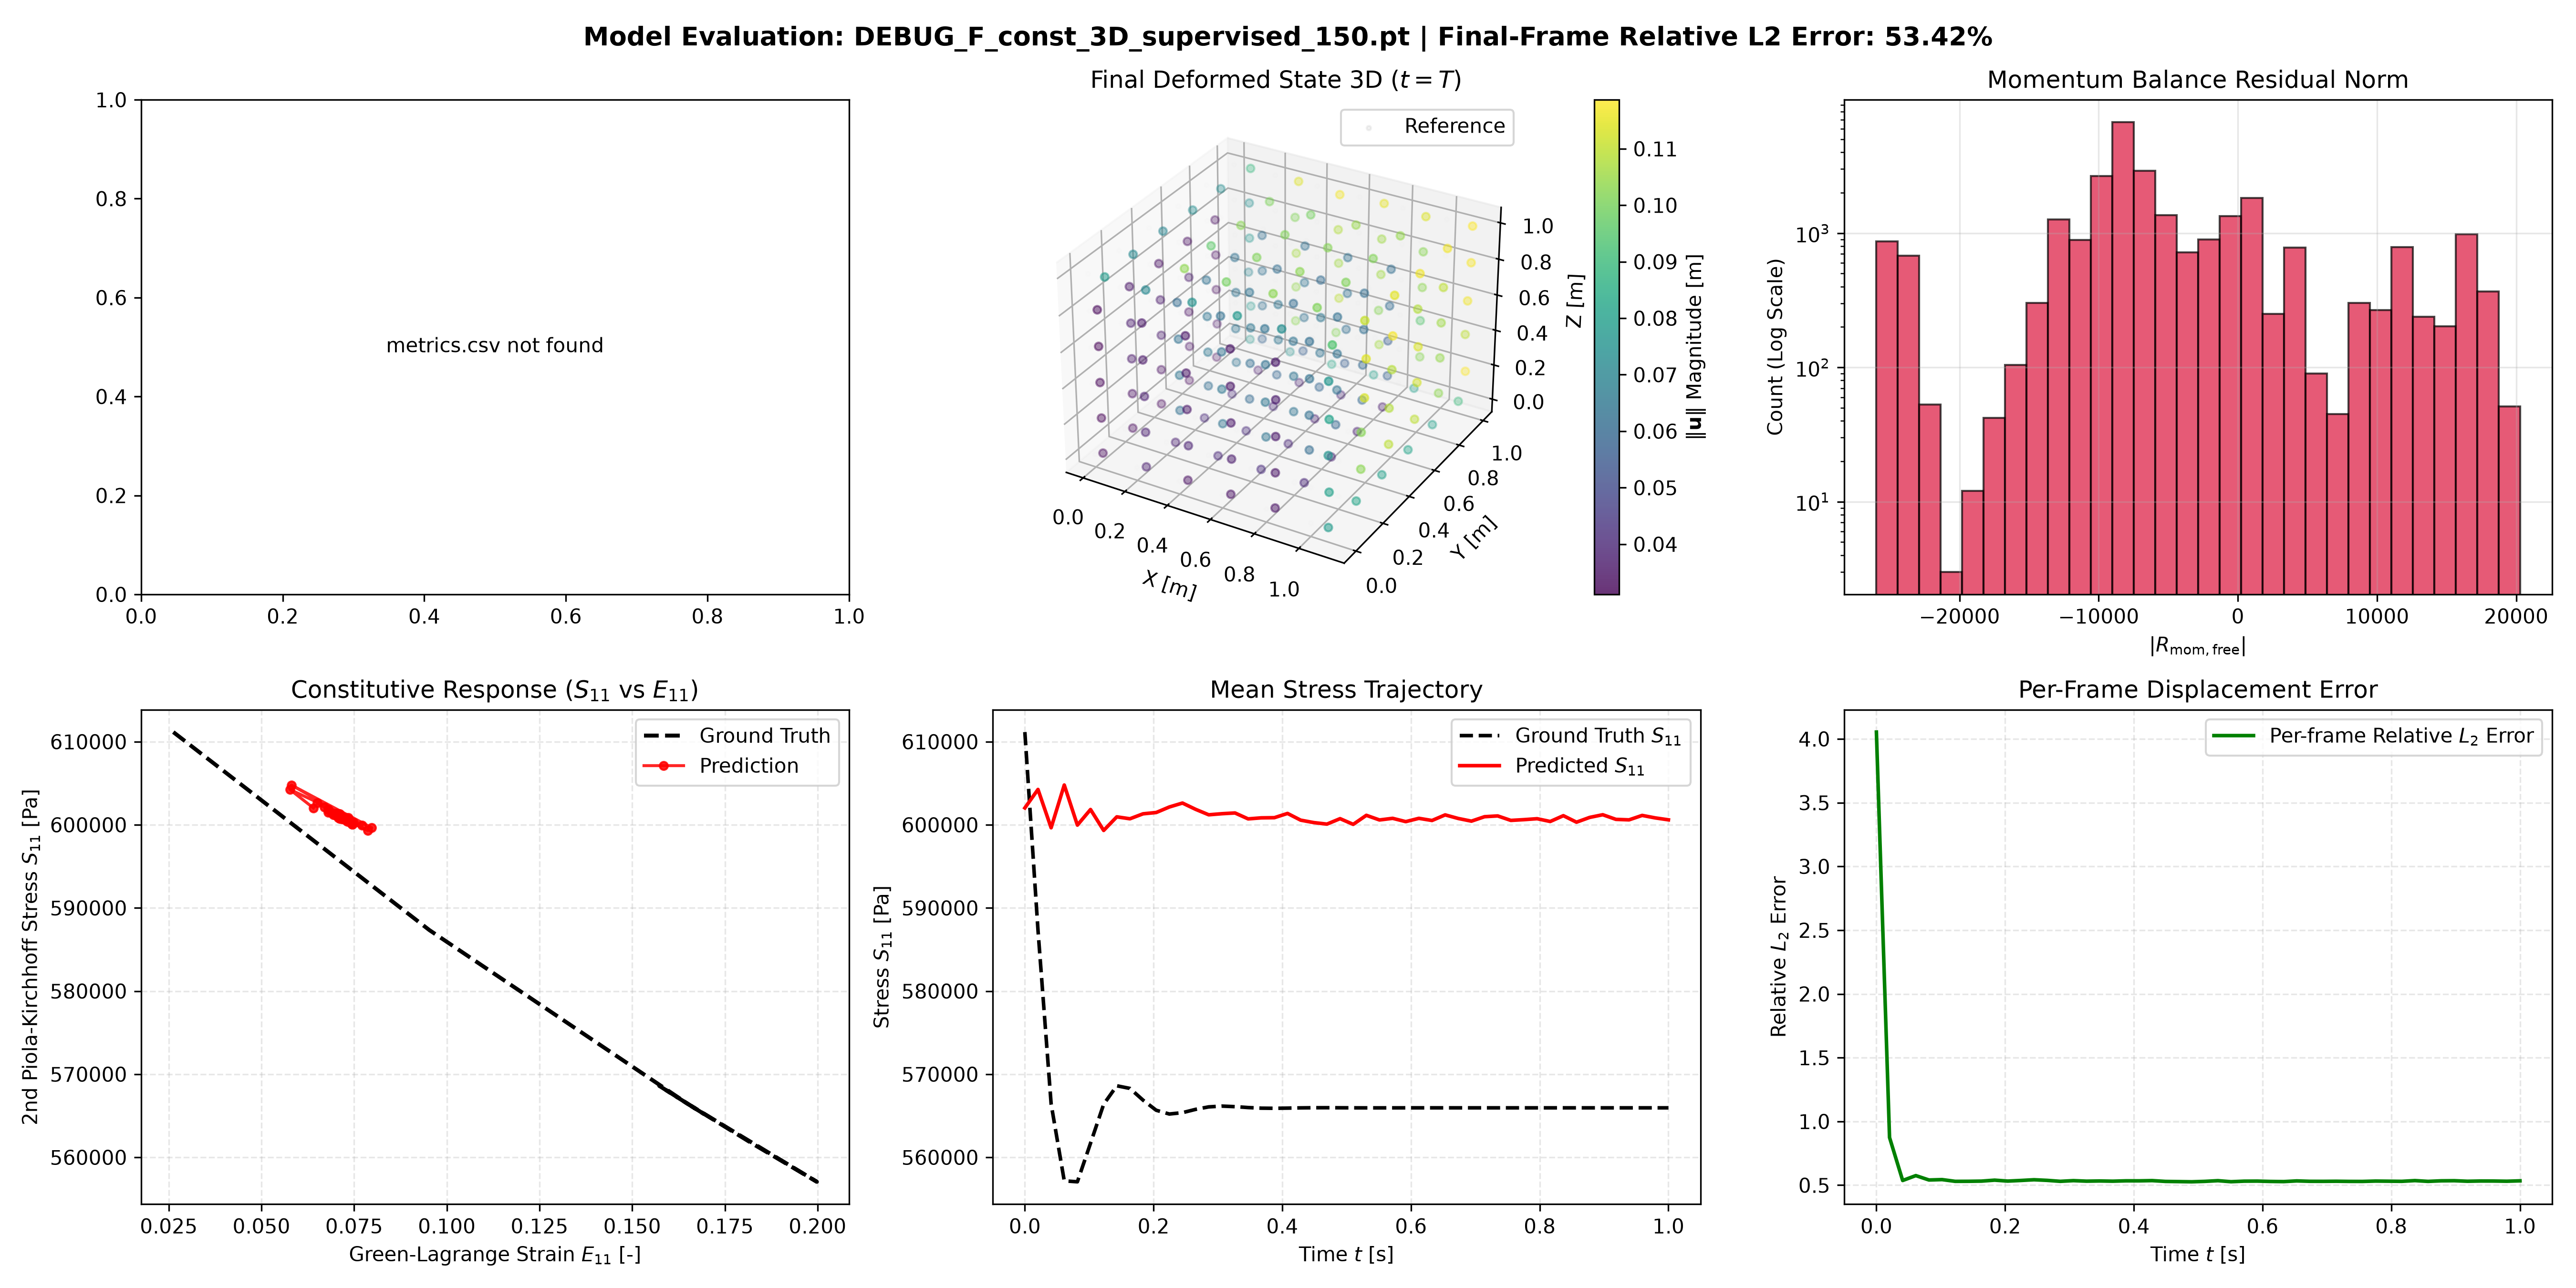 Model Evaluation: DEBUG_F_const_3D_supervised_150.pt | Final-Frame Relative L2 Error: 53.42%
1.0
0.8
0.6
0.4
0.2
0.0
0.0 0.2 0.4 0.6 0.8 1.0
metrics.csv not found
Final Deformed State 3D (t = T)
Reference
0.0 0.2 0.4 0.6 0.8 1.0
X [m]
0.0 0.2 0.4 0.6 0.8 1.0
Y [m]
1.0
0.8
0.6
0.4
0.2
0.0
Z [m]
0.11
0.10
0.09
0.08
0.07
0.06
0.05
0.04
‖u‖ Magnitude [m]
Momentum Balance Residual Norm
Count (Log Scale)
10³
10²
10¹
−20000 −10000 0 10000 20000
|R_mom, free|
Constitutive Response (S₁₁ vs E₁₁)
Ground Truth
Prediction
2nd Piola-Kirchhoff Stress S₁₁ [Pa]
610000
600000
590000
580000
570000
560000
0.025 0.050 0.075 0.100 0.125 0.150 0.175 0.200
Green-Lagrange Strain E₁₁ [-]
Mean Stress Trajectory
Ground Truth S₁₁
Predicted S₁₁
Stress S₁₁ [Pa]
610000
600000
590000
580000
570000
560000
0.0 0.2 0.4 0.6 0.8 1.0
Time t [s]
Per-Frame Displacement Error
Per-frame Relative L₂ Error
Relative L₂ Error
4.0
3.5
3.0
2.5
2.0
1.5
1.0
0.5
0.0 0.2 0.4 0.6 0.8 1.0
Time t [s]